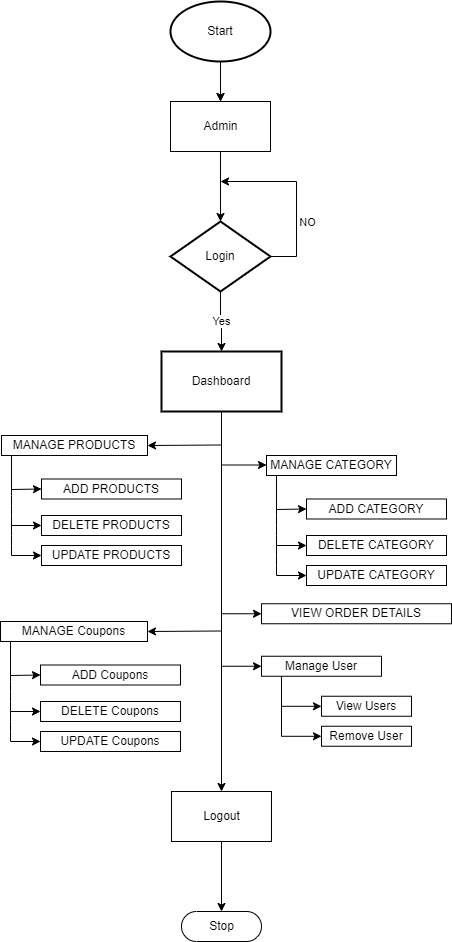 Start
Admin
NO
Login
Yes
Dashboard
MANAGE PRODUCTS
ADD PRODUCTS
DELETE PRODUCTS
UPDATE PRODUCTS
MANAGE CATEGORY
ADD CATEGORY
DELETE CATEGORY
UPDATE CATEGORY
VIEW ORDER DETAILS
MANAGE Coupons
ADD Coupons
DELETE Coupons
UPDATE Coupons
Manage User
View Users
Remove User
Logout
Stop